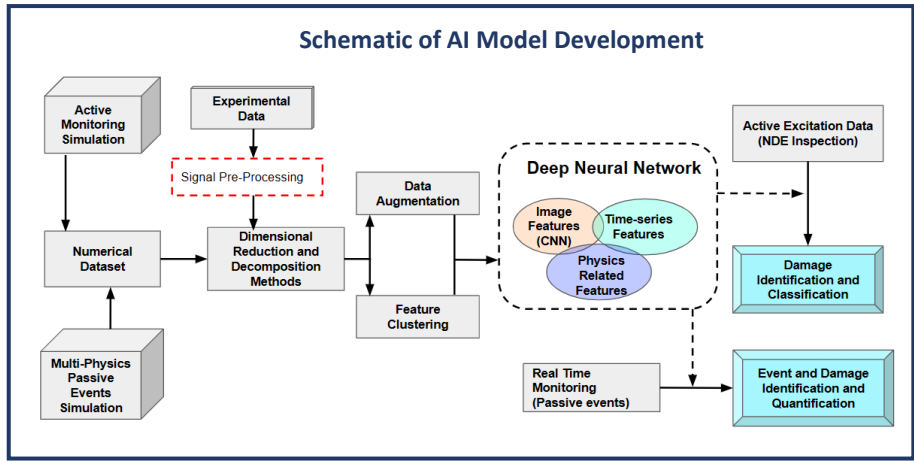 Schematic of AI Model Development
Active
Monitoring
Simulation
Experimental
Data
Signal Pre-Processing
Numerical
Dataset
Dimensional
Reduction and
Decomposition
Methods
Multi-Physics
Passive
Events
Simulation
Data
Augmentation
Feature
Clustering
Deep Neural Network
Image
Features
(CNN)
Time-series
Features
Physics
Related
Features
Active Excitation Data
(NDE Inspection)
Damage
Identification and
Classification
Real Time
Monitoring
(Passive events)
Event and Damage
Identification and
Quantification